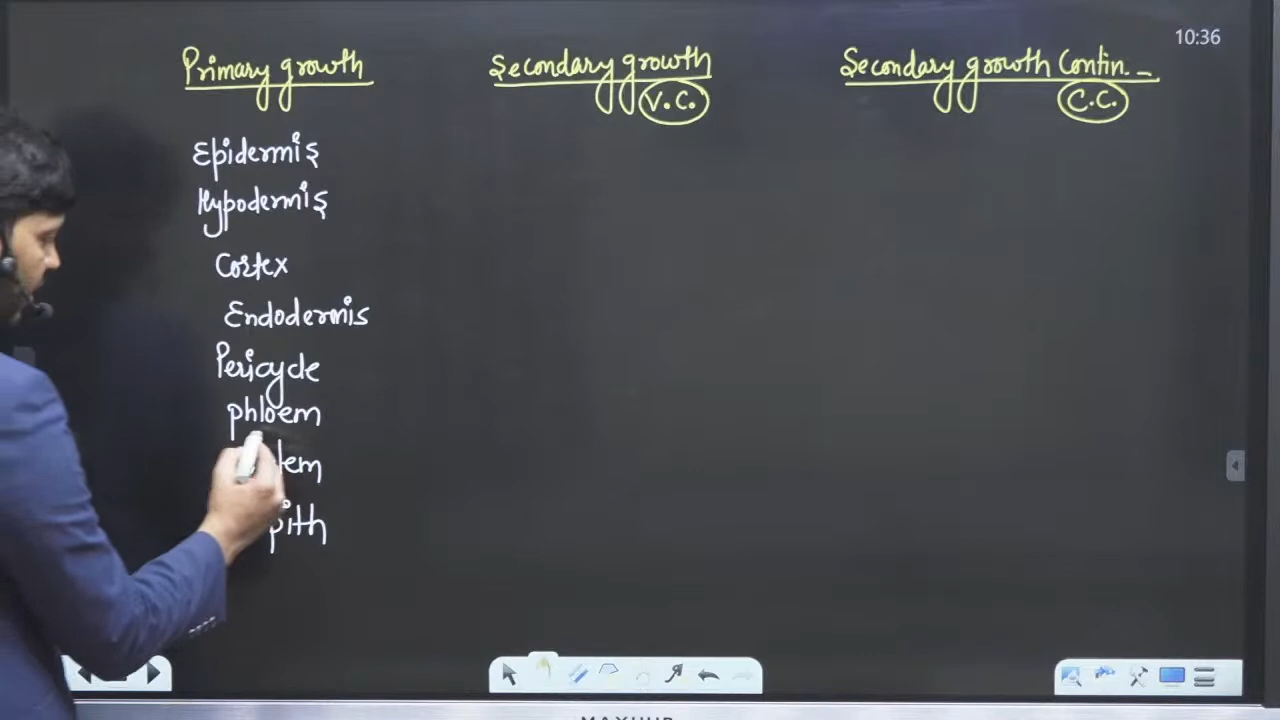 10:36
Primary growth
Secondary growth
V.C.
Secondary growth Contin. -
C.C.
Epidermis
Hypodermis
Cortex
Endodermis
Pericycle
phloem
pith